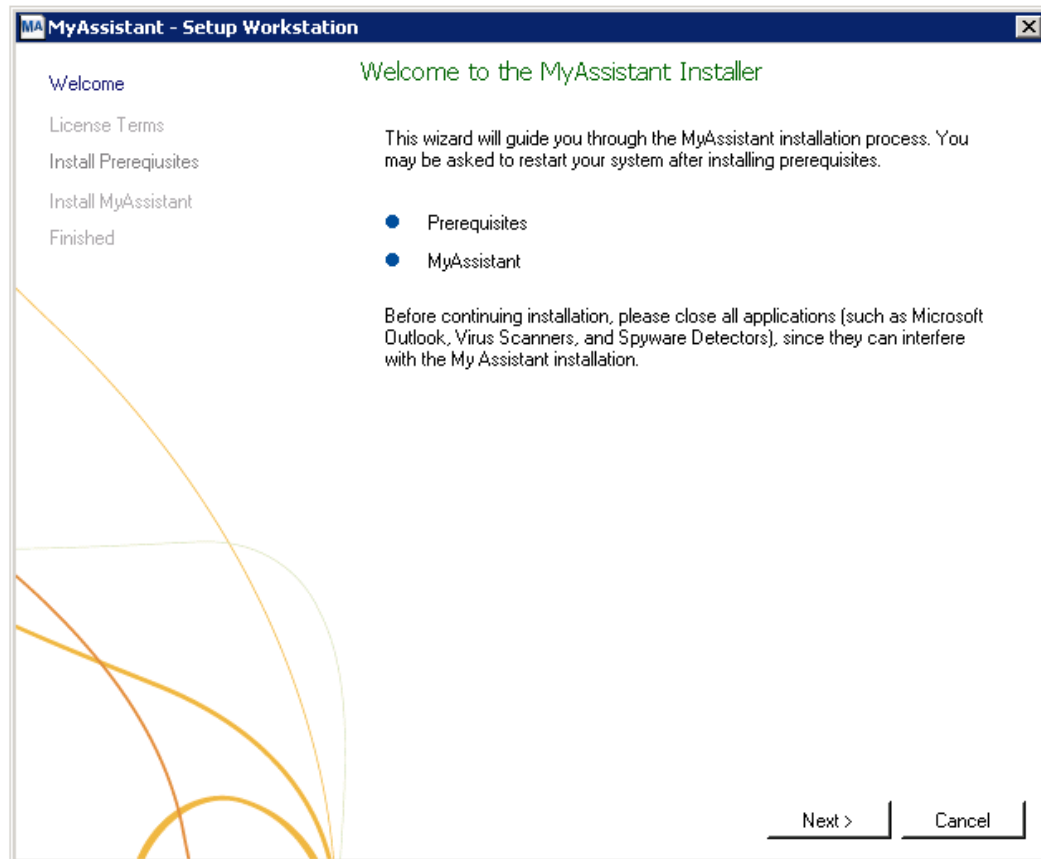 MA MyAssistant - Setup Workstation
Welcome
License Terms
Install Prereqiusites
Install MyAssistant
Finished
Welcome to the MyAssistant Installer
This wizard will guide you through the MyAssistant installation process. You
may be asked to restart your system after installing prerequisites.
Prerequisites
MyAssistant
Before continuing installation, please close all applications (such as Microsoft
Outlook, Virus Scanners, and Spyware Detectors), since they can interfere
with the My Assistant installation.
Next > Cancel